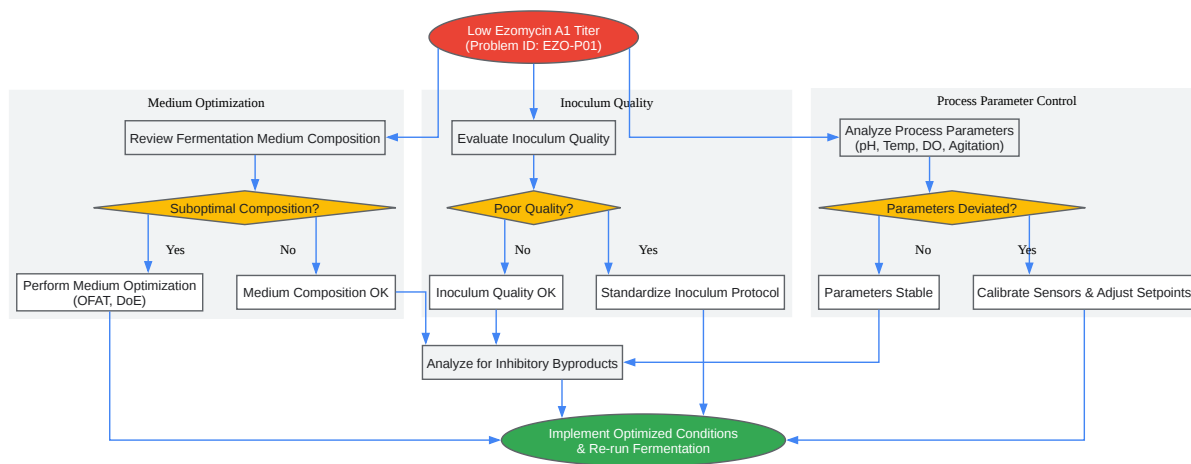 Low Ezomycin A1 Titer
(Problem ID: EZO-P01)
Medium Optimization
Inoculum Quality
Process Parameter Control
Review Fermentation Medium Composition
Evaluate Inoculum Quality
Analyze Process Parameters
(pH, Temp, DO, Agitation)
Suboptimal Composition?
Poor Quality?
Parameters Deviated?
Yes
No
No
Yes
No
Yes
Perform Medium Optimization
(OFAT, DoE)
Medium Composition OK
Inoculum Quality OK
Standardize Inoculum Protocol
Parameters Stable
Calibrate Sensors & Adjust Setpoints
Analyze for Inhibitory Byproducts
Implement Optimized Conditions
& Re-run Fermentation